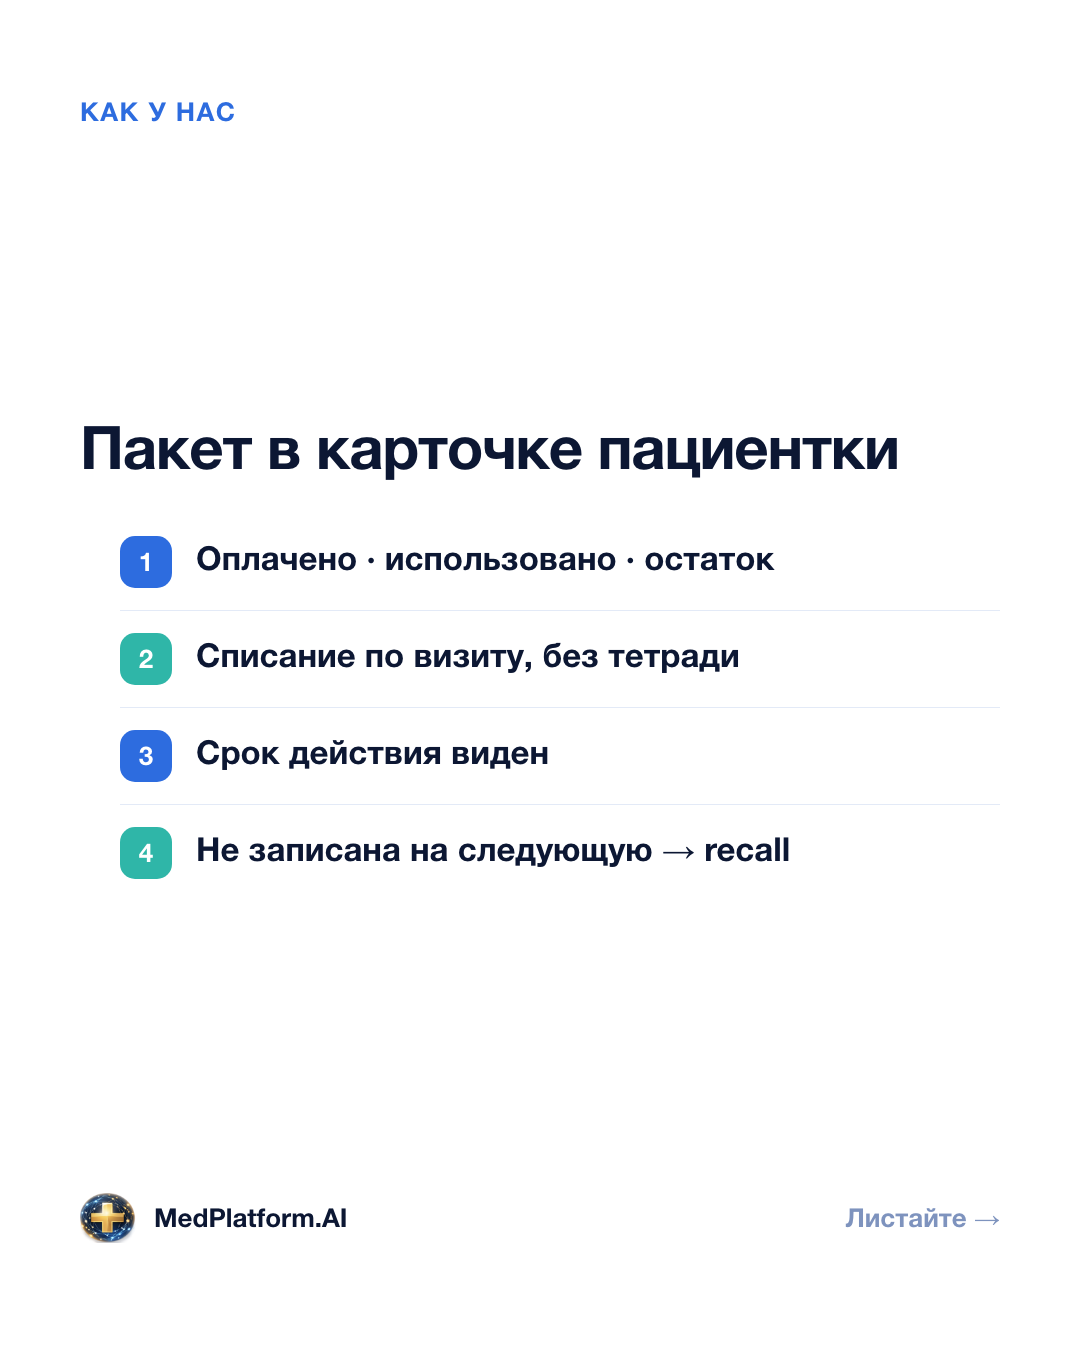 КАК У НАС
Пакет в карточке пациентки
1 Оплачено · использовано · остаток
2 Списание по визиту, без тетради
3 Срок действия виден
4 Не записана на следующую → recall
MedPlatform.AI
Листайте →